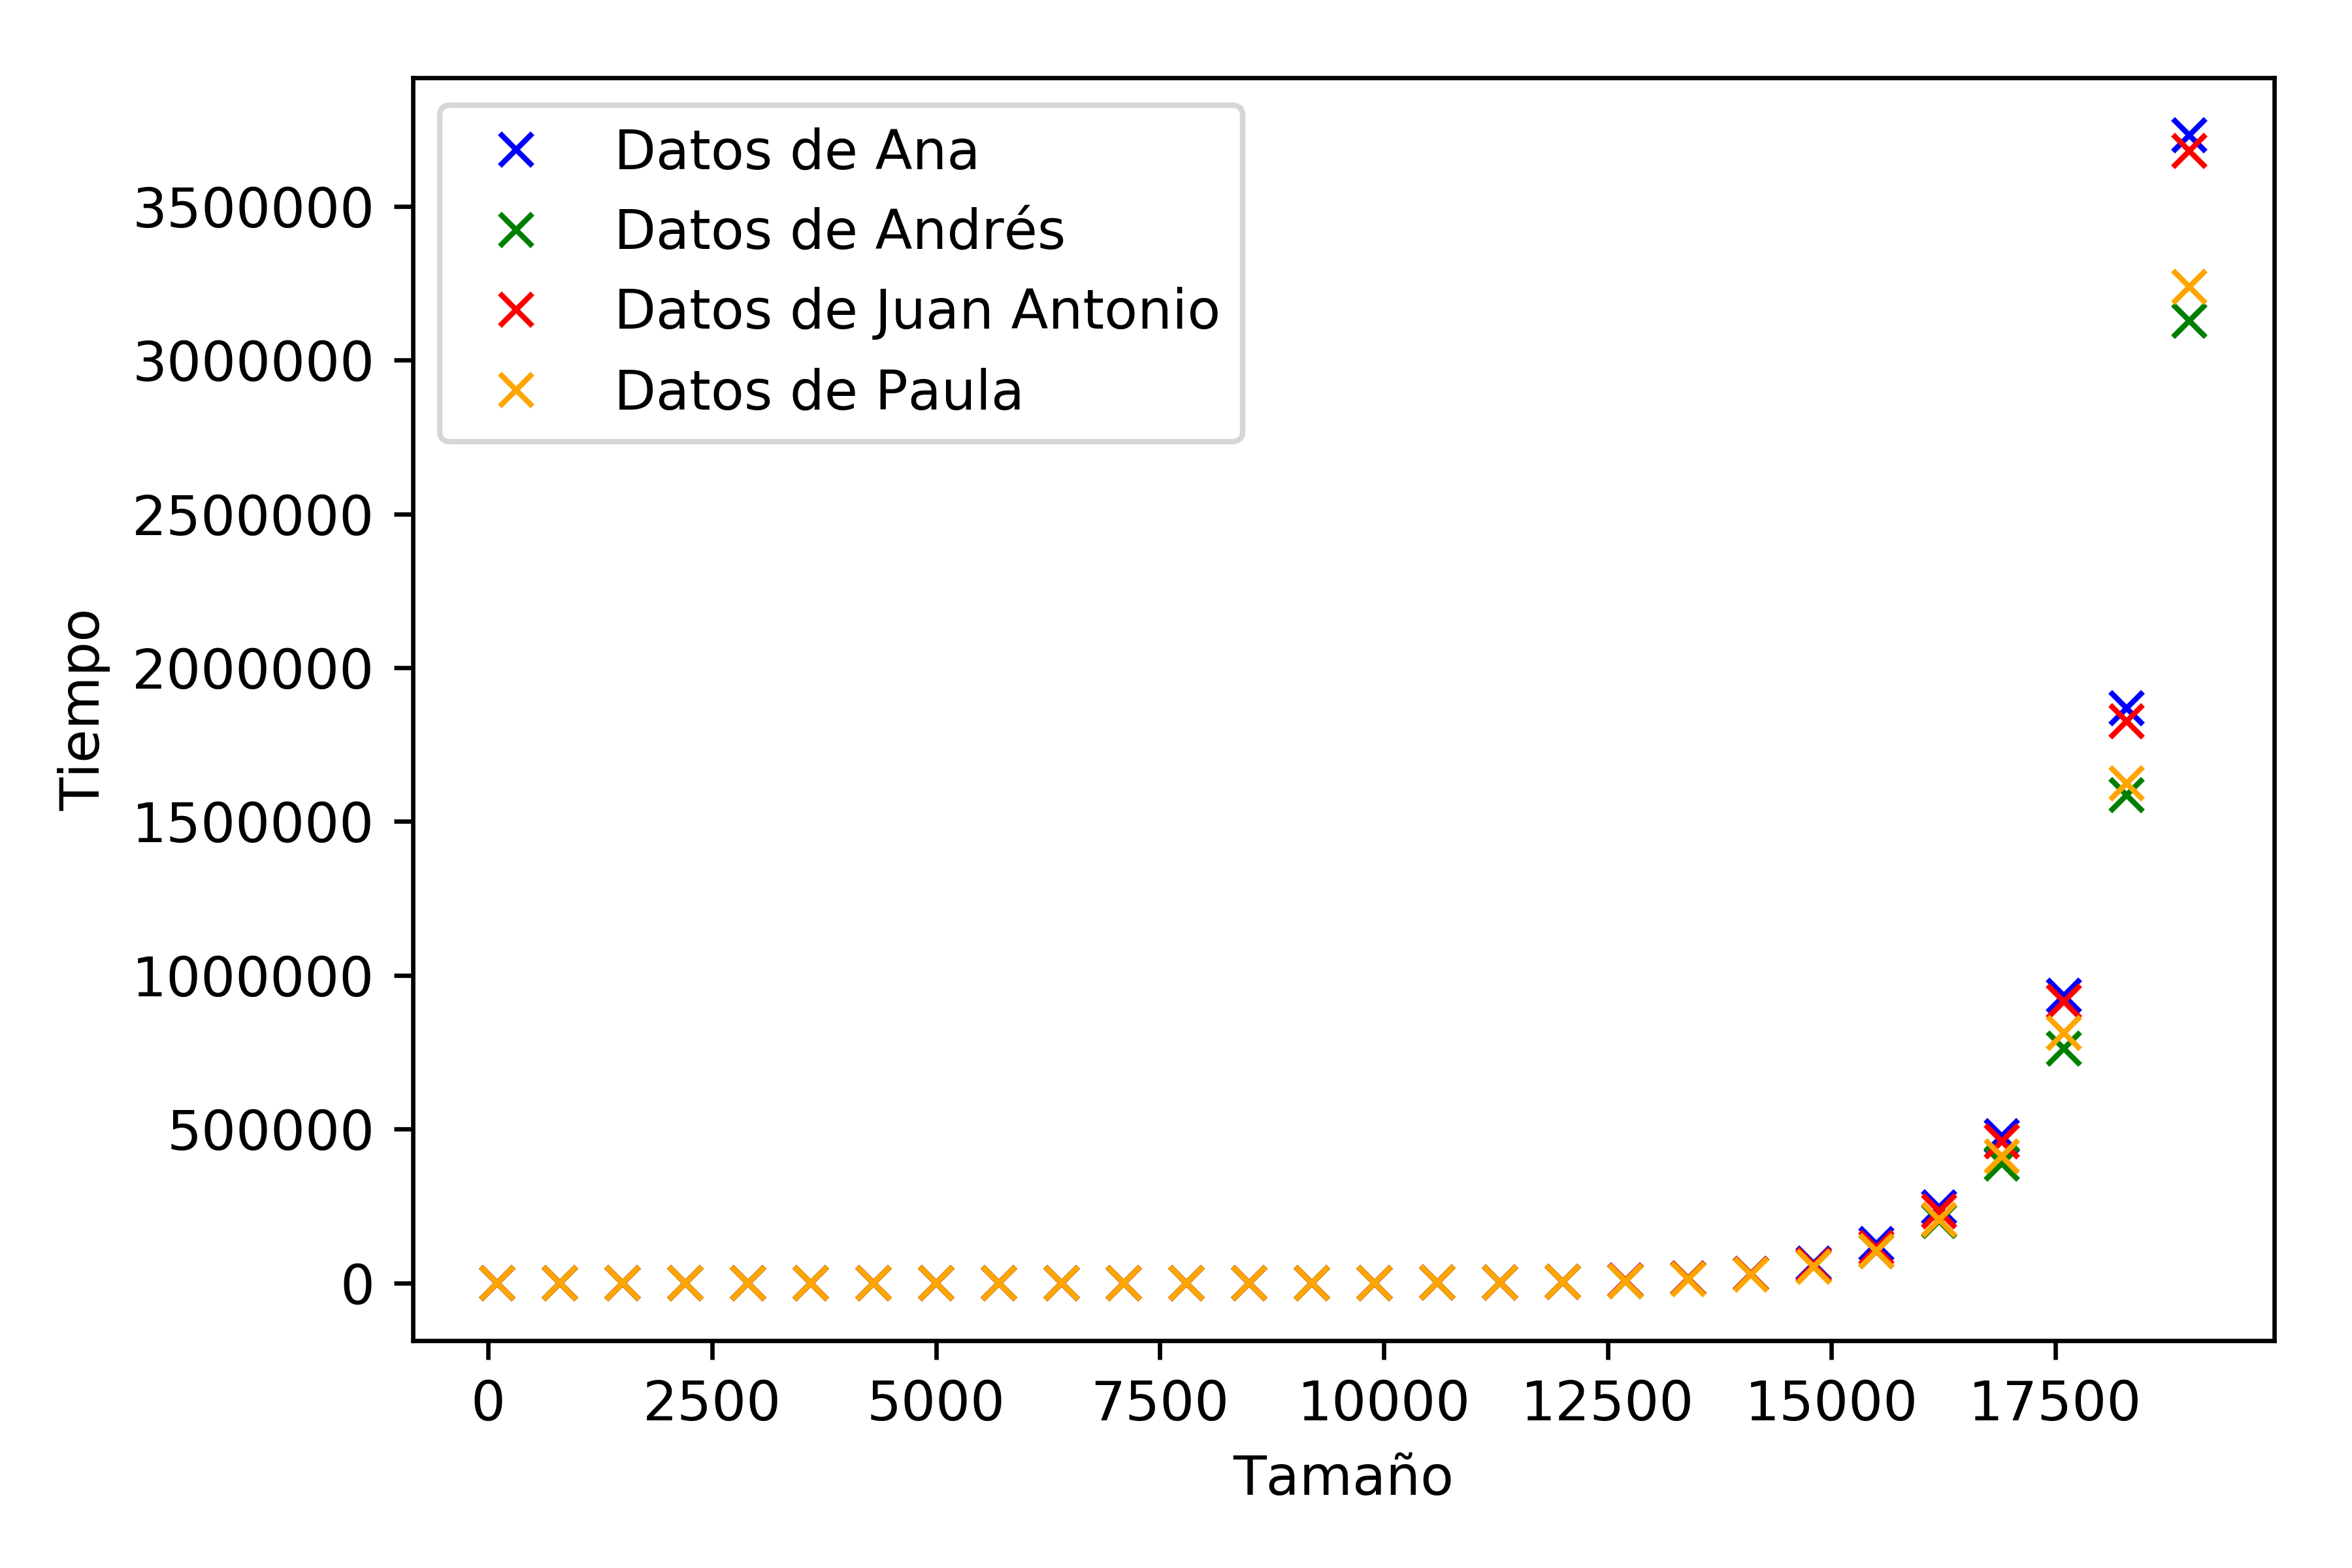 Datos de Ana
Datos de Andrés
Datos de Juan Antonio
Datos de Paula
3500000
3000000
2500000
2000000
1500000
1000000
500000
0
Tiempo
0 2500 5000 7500 10000 12500 15000 17500
Tamaño